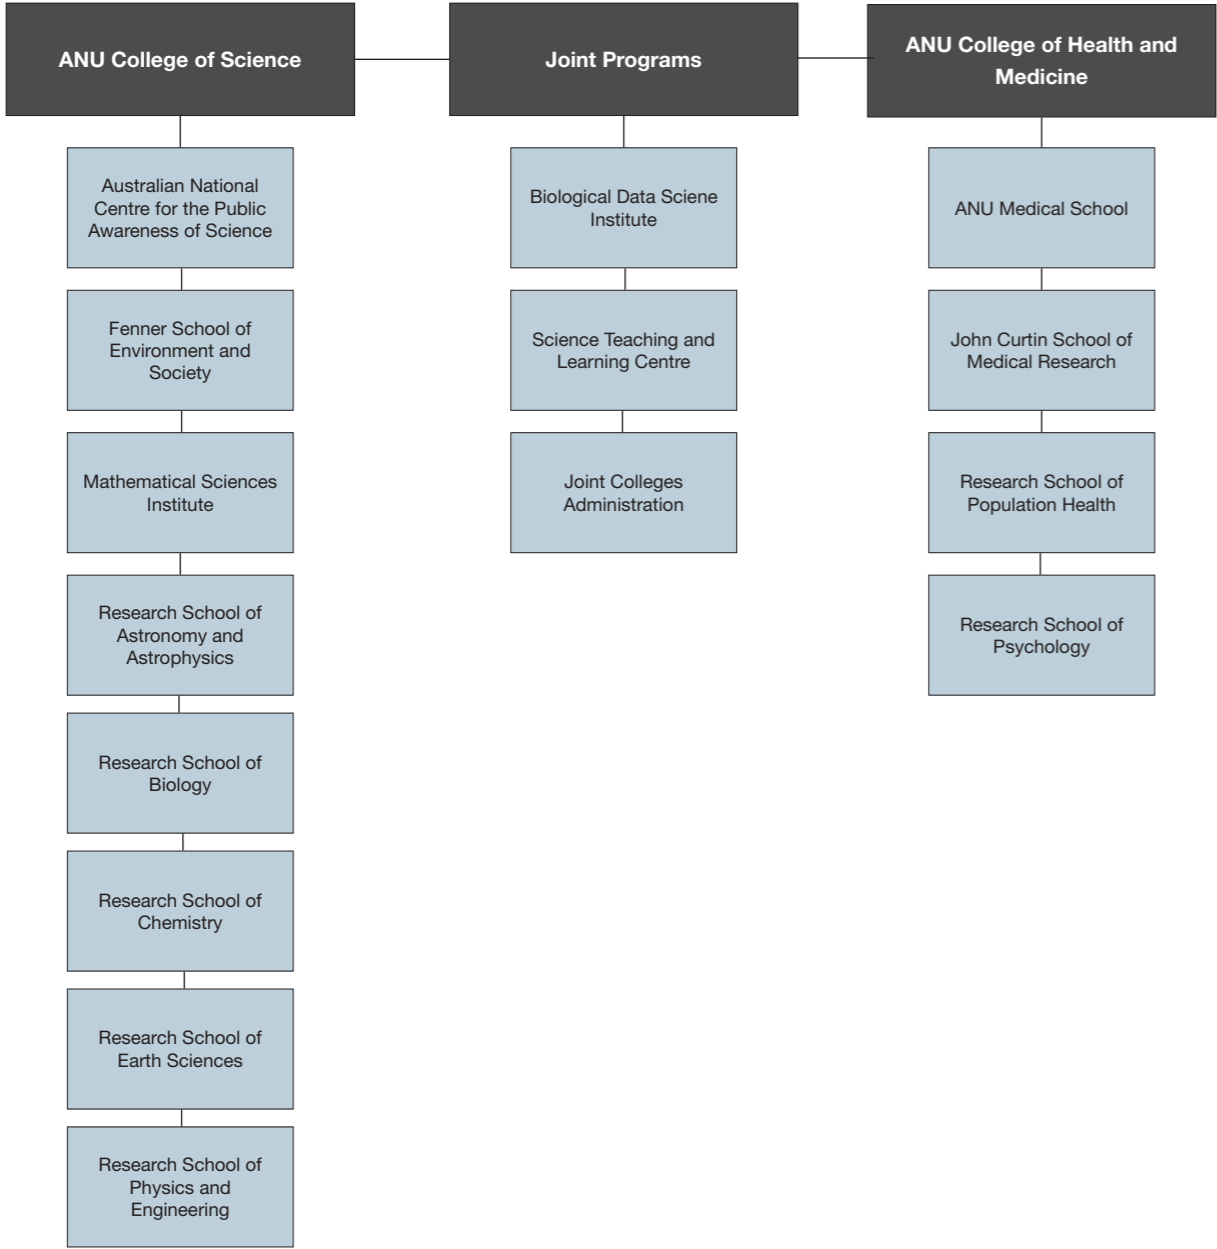 ANU College of Science
Australian National
Centre for the Public
Awareness of Science
Fenner School of
Environment and
Society
Mathematical Sciences
Institute
Research School of
Astronomy and
Astrophysics
Research School of
Biology
Research School of
Chemistry
Research School of
Earth Sciences
Research School of
Physics and
Engineering
Joint Programs
Biological Data Sciene
Institute
Science Teaching and
Learning Centre
Joint Colleges
Administration
ANU College of Health and
Medicine
ANU Medical School
John Curtin School of
Medical Research
Research School of
Population Health
Research School of
Psychology